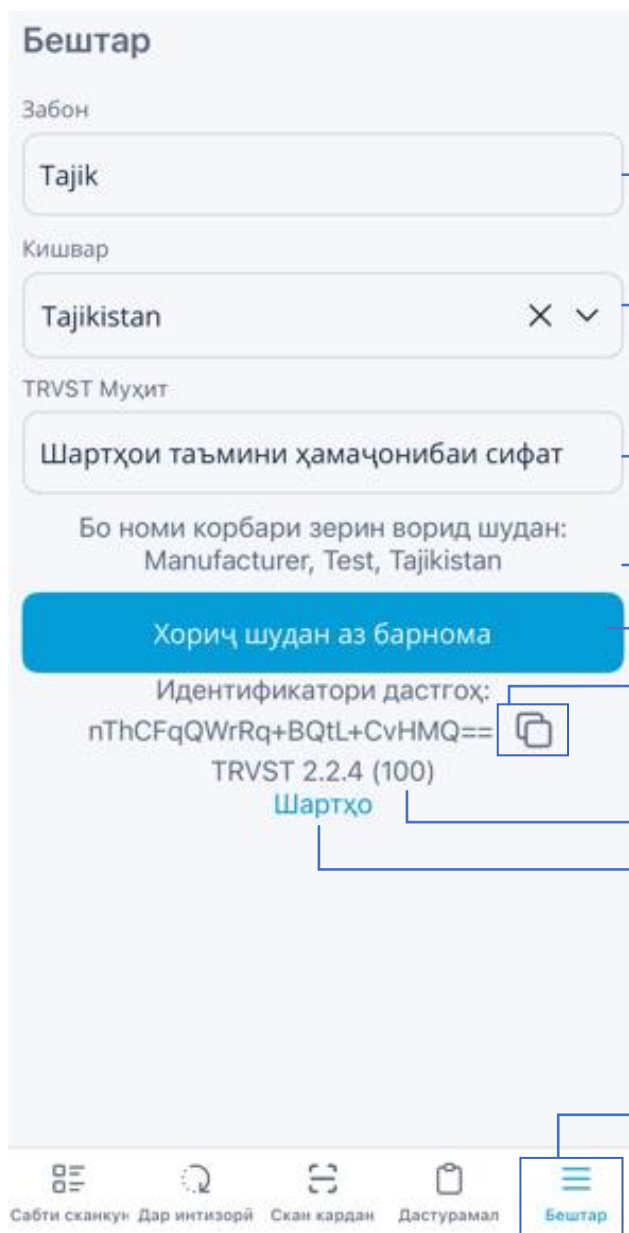 Бештар
Забон
Tajik
Кишвар
Tajikistan
TRVST Муҳит
Шартҳои таъмини ҳамаҷонибаи сифат
Бо номи корбари зерин ворид шудан:
Manufacturer, Test, Tajikistan
Хориҷ шудан аз барнома
Идентификатори дастгоҳ:
nThCFqQWrRq+BQtL+CvHMQ==
TRVST 2.2.4 (100)
Шартҳо
Сабти сканкун Дар интизорӣ Скан кардан Дастурамал Бештар